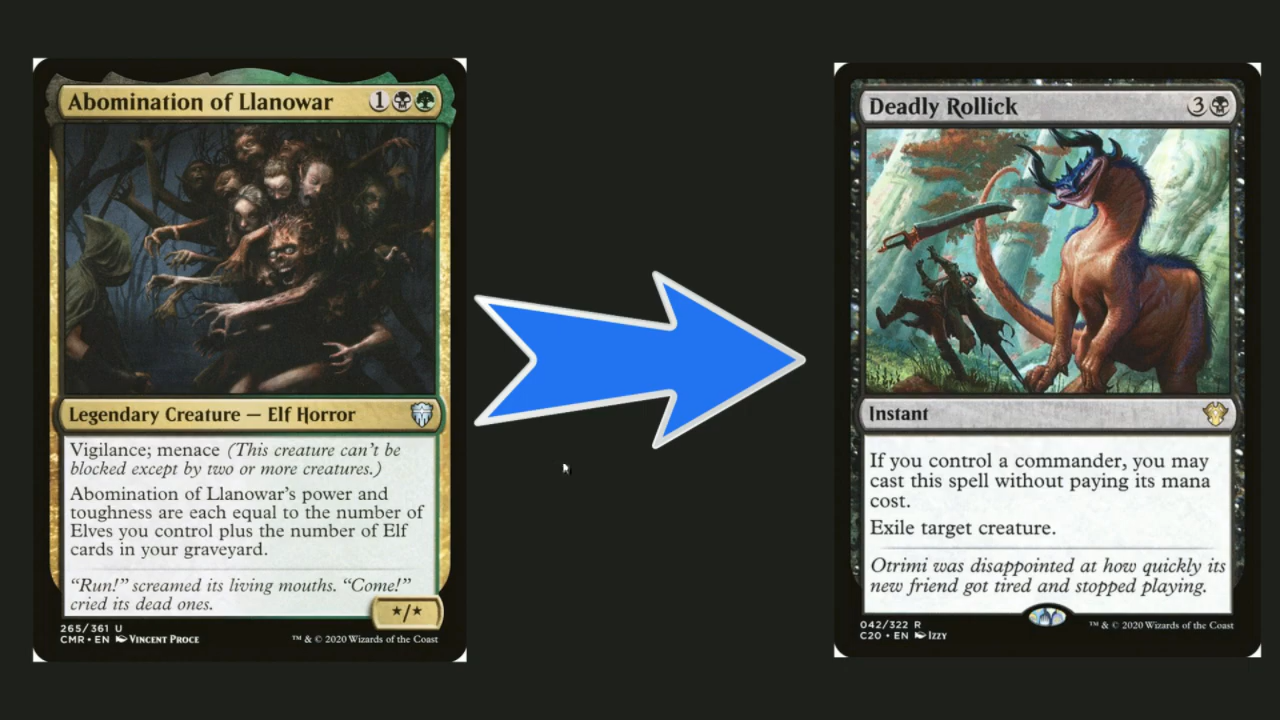 Abomination of Llanowar 1
Legendary Creature — Elf Horror
Vigilance; menace (This creature can't be
blocked except by two or more creatures.)
Abomination of Llanowar's power and
toughness are each equal to the number of
Elves you control plus the number of Elf
cards in your graveyard.
"Run!" screamed its living mouths. "Come!"
cried its dead ones.
*/*
265/361 U
CMR • EN Vincent Proce
™ & © 2020 Wizards of the Coast
Deadly Rollick 3
Instant
If you control a commander, you may
cast this spell without paying its mana
cost.
Exile target creature.
Otrimi was disappointed at how quickly its
new friend got tired and stopped playing.
042/322 R
C20 • EN Izzy
™ & © 2020 Wizards of the Coast